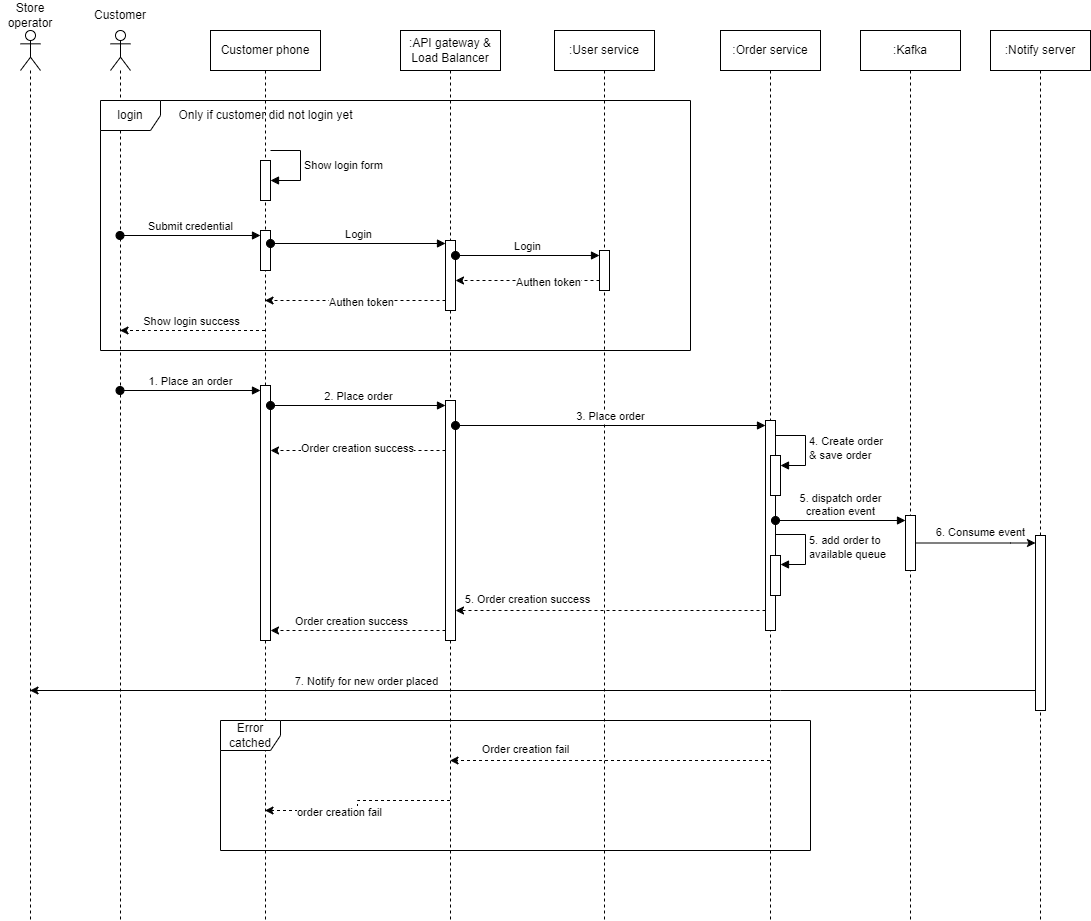 Store
operator
Customer
Customer phone
:API gateway &
Load Balancer
:User service
:Order service
:Kafka
:Notify server
login
Only if customer did not login yet
Show login form
Submit credential
Login
Login
Authen token
Authen token
Show login success
1. Place an order
2. Place order
3. Place order
4. Create order
& save order
Order creation success
5. dispatch order
creation event
6. Consume event
5. add order to
available queue
5. Order creation success
Order creation success
7. Notify for new order placed
Error
catched
Order creation fail
order creation fail